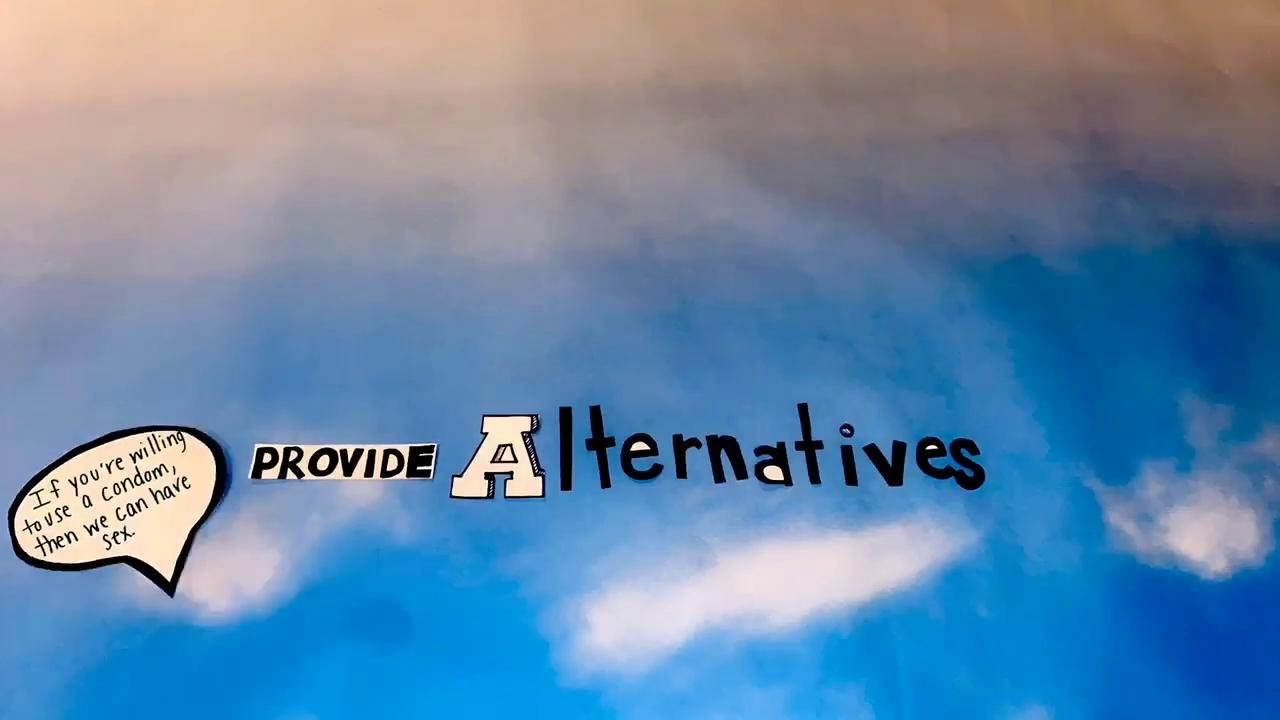 If you're willing
to use a condom,
then we can have
sex.
PROVIDE Alternatives